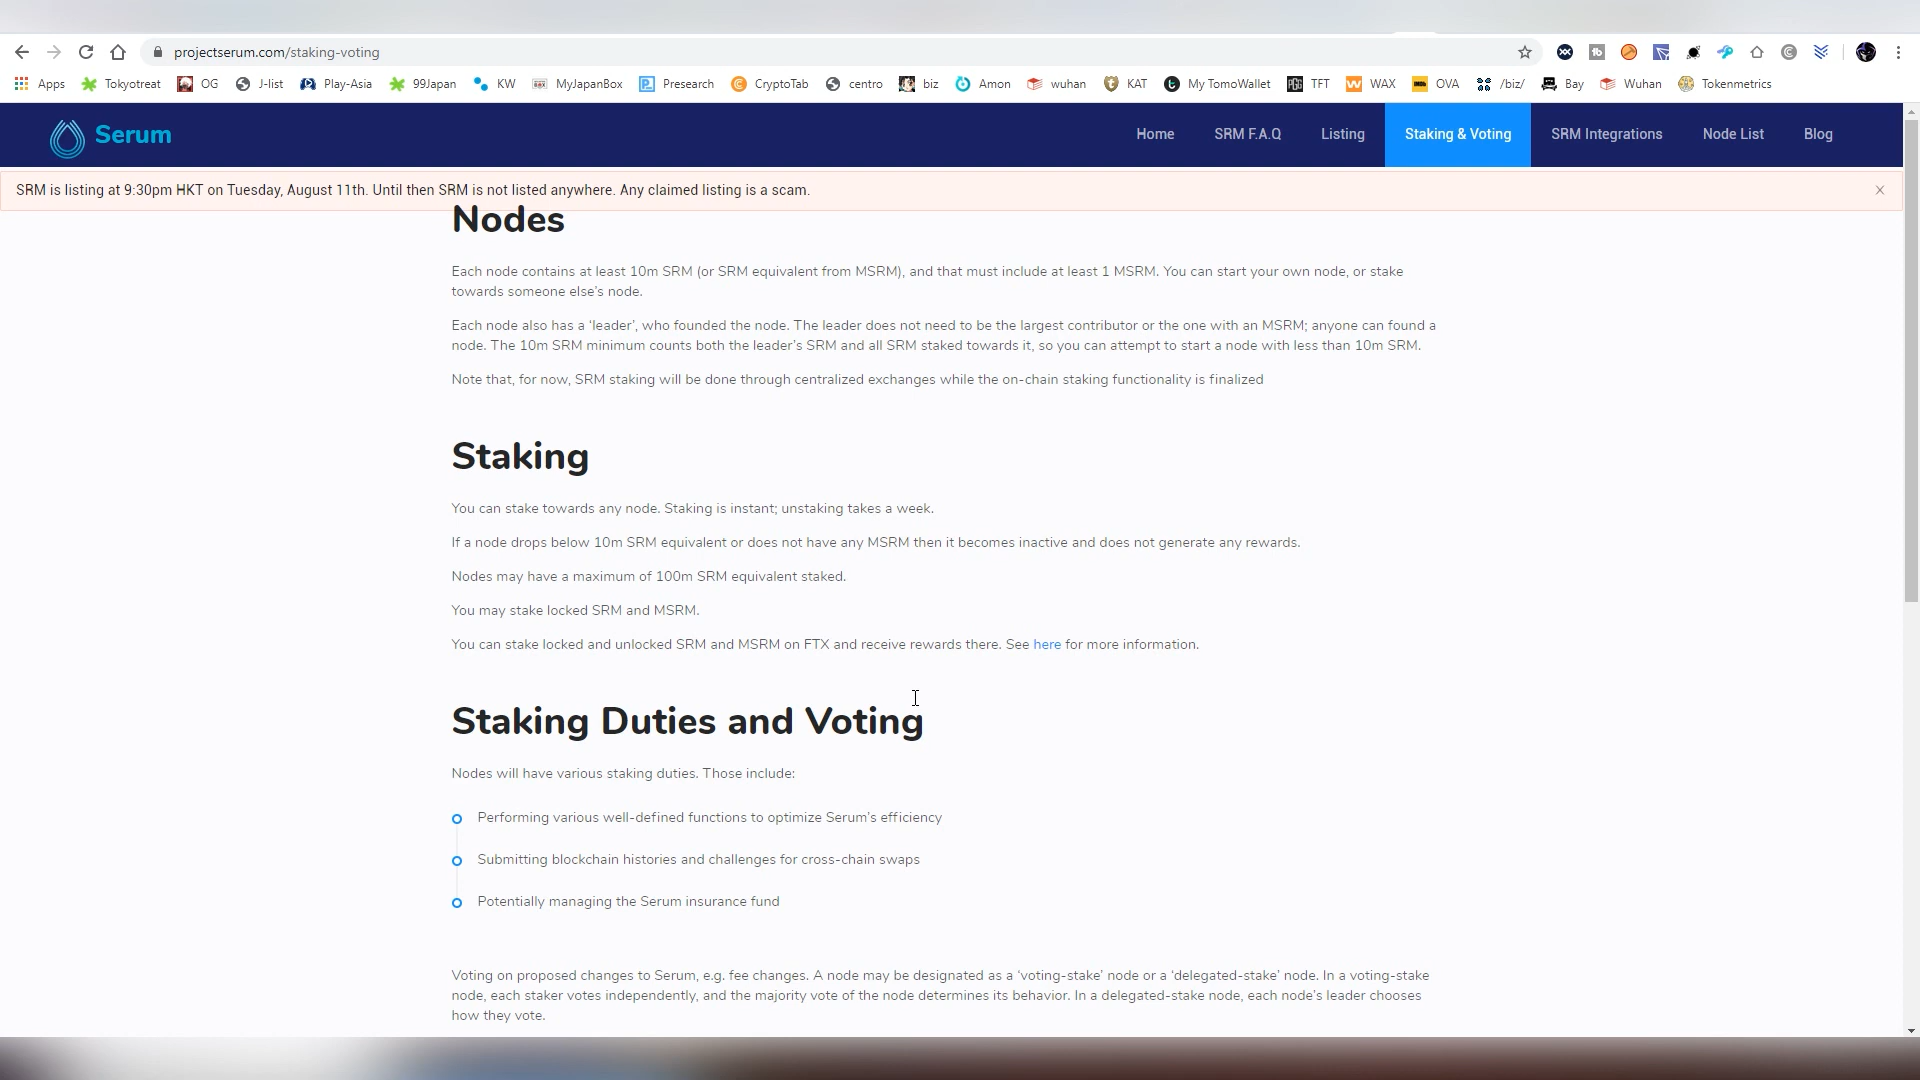 projectserum.com/staking-voting
Apps Tokyotreat OG J-list Play-Asia 99Japan KW MyJapanBox Presearch CryptoTab centro biz Amon wuhan KAT My TomoWallet TFT WAX OVA /biz/ Bay Wuhan Tokenmetrics
Serum Home SRM F.A.Q Listing Staking & Voting SRM Integrations Node List Blog
SRM is listing at 9:30pm HKT on Tuesday, August 11th. Until then SRM is not listed anywhere. Any claimed listing is a scam.
Nodes
Each node contains at least 10m SRM (or SRM equivalent from MSRM), and that must include at least 1 MSRM. You can start your own node, or stake
towards someone else's node.
Each node also has a ‘leader’, who founded the node. The leader does not need to be the largest contributor or the one with an MSRM; anyone can found a
node. The 10m SRM minimum counts both the leader's SRM and all SRM staked towards it, so you can attempt to start a node with less than 10m SRM.
Note that, for now, SRM staking will be done through centralized exchanges while the on-chain staking functionality is finalized
Staking
You can stake towards any node. Staking is instant; unstaking takes a week.
If a node drops below 10m SRM equivalent or does not have any MSRM then it becomes inactive and does not generate any rewards.
Nodes may have a maximum of 100m SRM equivalent staked.
You may stake locked SRM and MSRM.
You can stake locked and unlocked SRM and MSRM on FTX and receive rewards there. See here for more information.
Staking Duties and Voting
Nodes will have various staking duties. Those include:
Performing various well-defined functions to optimize Serum's efficiency
Submitting blockchain histories and challenges for cross-chain swaps
Potentially managing the Serum insurance fund
Voting on proposed changes to Serum, e.g. fee changes. A node may be designated as a ‘voting-stake’ node or a ‘delegated-stake’ node. In a voting-stake
node, each staker votes independently, and the majority vote of the node determines its behavior. In a delegated-stake node, each node's leader chooses
how they vote.